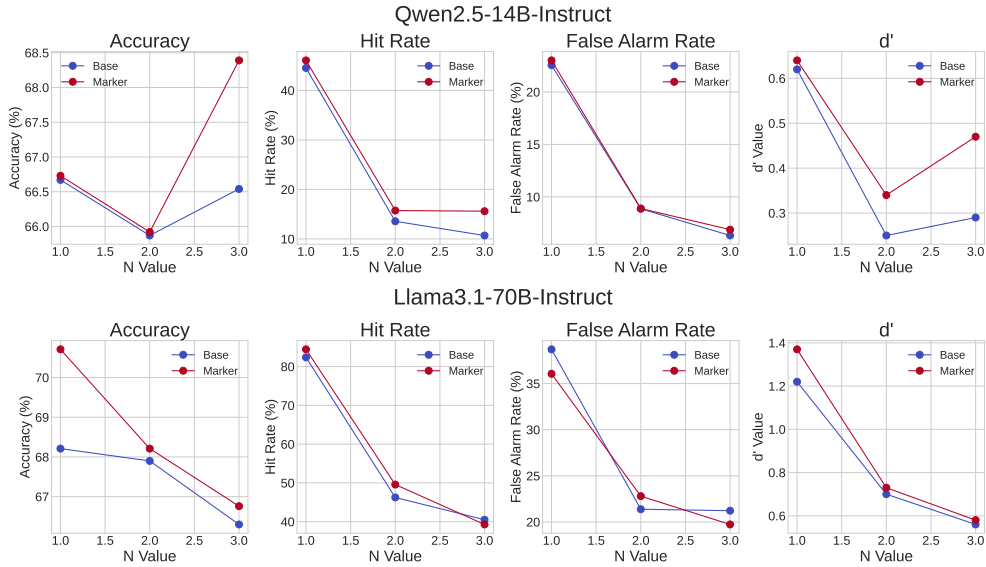 Qwen2.5-14B-Instruct
Accuracy
Hit Rate
False Alarm Rate
d'
68.5
68.0
67.5
67.0
66.5
66.0
Accuracy (%)
Base
Marker
1.0 1.5 2.0 2.5 3.0
N Value
40
30
20
10
Hit Rate (%)
Base
Marker
1.0 1.5 2.0 2.5 3.0
N Value
20
15
10
False Alarm Rate (%)
Base
Marker
1.0 1.5 2.0 2.5 3.0
N Value
0.6
0.5
0.4
0.3
d' Value
Base
Marker
1.0 1.5 2.0 2.5 3.0
N Value
Llama3.1-70B-Instruct
Accuracy
Hit Rate
False Alarm Rate
d'
70
69
68
67
Accuracy (%)
Base
Marker
1.0 1.5 2.0 2.5 3.0
N Value
80
70
60
50
40
Hit Rate (%)
Base
Marker
1.0 1.5 2.0 2.5 3.0
N Value
35
30
25
20
False Alarm Rate (%)
Base
Marker
1.0 1.5 2.0 2.5 3.0
N Value
1.4
1.2
1.0
0.8
0.6
d' Value
Base
Marker
1.0 1.5 2.0 2.5 3.0
N Value